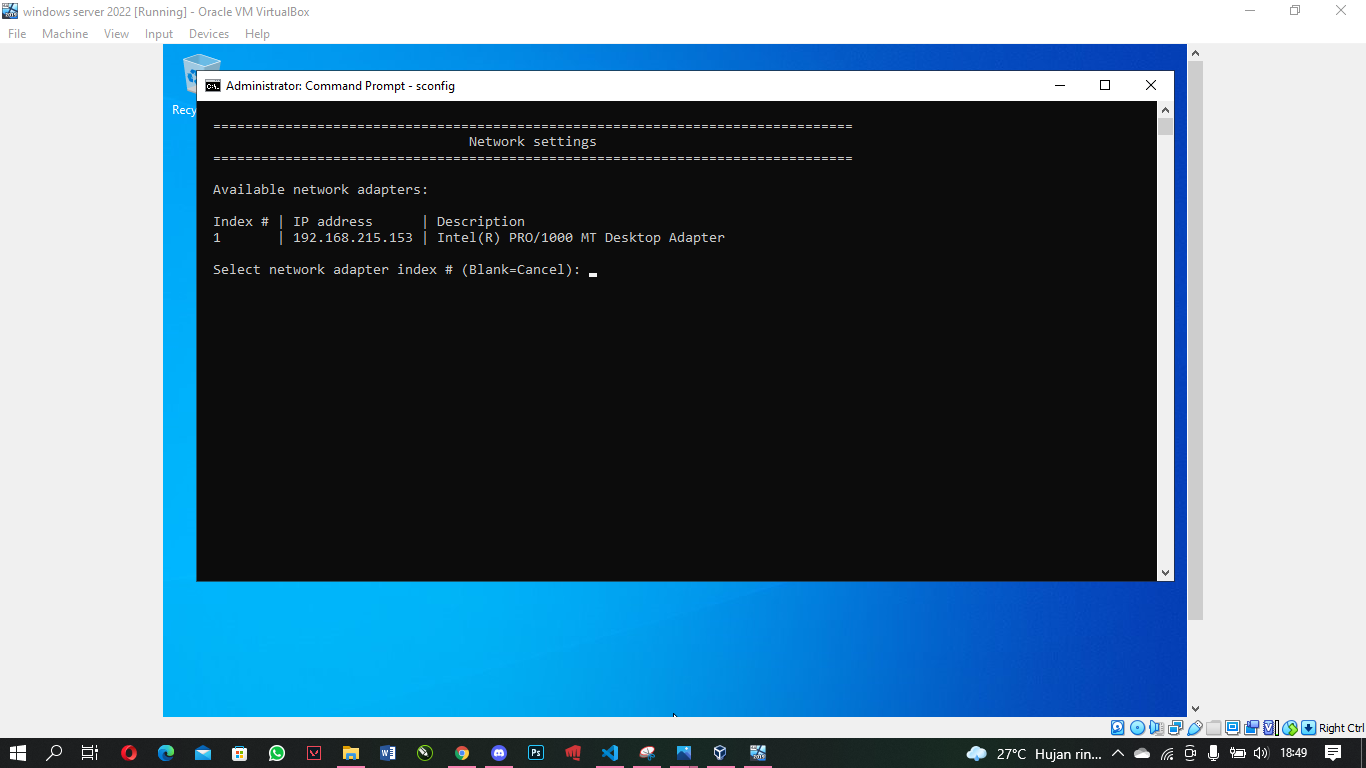 windows server 2022 [Running] - Oracle VM VirtualBox
File Machine View Input Devices Help
Recy
Administrator: Command Prompt - sconfig
================================================================================
Network settings
================================================================================
Available network adapters:
Index # | IP address | Description
1 | 192.168.215.153 | Intel(R) PRO/1000 MT Desktop Adapter
Select network adapter index # (Blank=Cancel):
Right Ctrl
27°C Hujan rin... 18:49